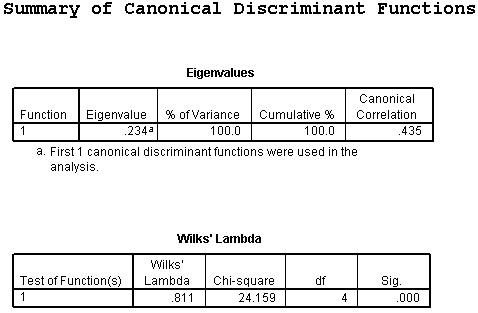 Summary of Canonical Discriminant Functions
Eigenvalues
Canonical
Function Eigenvalue % of Variance Cumulative % Correlation
1 .234a 100.0 100.0 .435
a. First 1 canonical discriminant functions were used in the
analysis.
Wilks' Lambda
Wilks'
Test of Function(s) Lambda Chi-square df Sig.
1 .811 24.159 4 .000